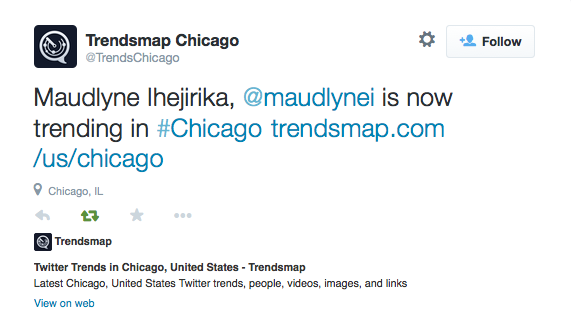 Trendsmap Chicago
@TrendsChicago
Follow
Maudlyne Ihejirika, @maudlynei is now
trending in #Chicago trendsmap.com
/us/chicago
Chicago, IL
Trendsmap
Twitter Trends in Chicago, United States - Trendsmap
Latest Chicago, United States Twitter trends, people, videos, images, and links
View on web